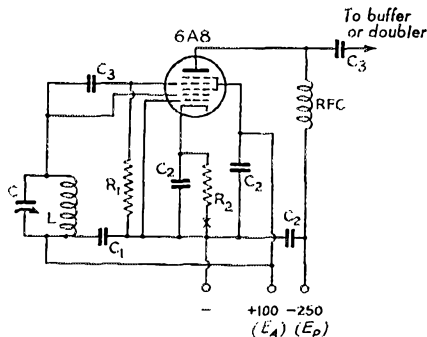 To buffer
or doubler
6A8
C3
C3
RFC
C
L
R1
C2
R2
C2
C2
C1
×
-
+100 -250
(EA) (EP)